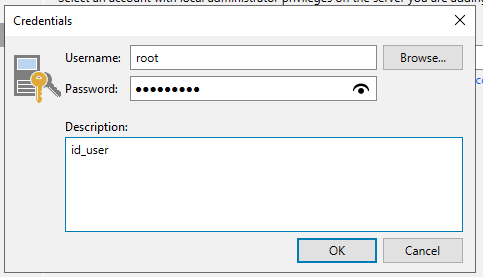 Select an account with local administrator privileges on the server you are adding
Credentials
Username: root Browse...
Password: •••••••••
Description:
id_user
OK Cancel